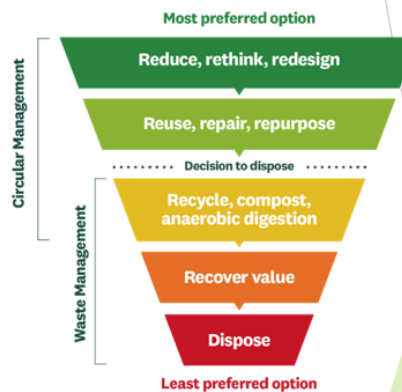 Most preferred option
Reduce, rethink, redesign
Circular Management
Reuse, repair, repurpose
Decision to dispose
Recycle, compost,
anaerobic digestion
Waste Management
Recover value
Dispose
Least preferred option